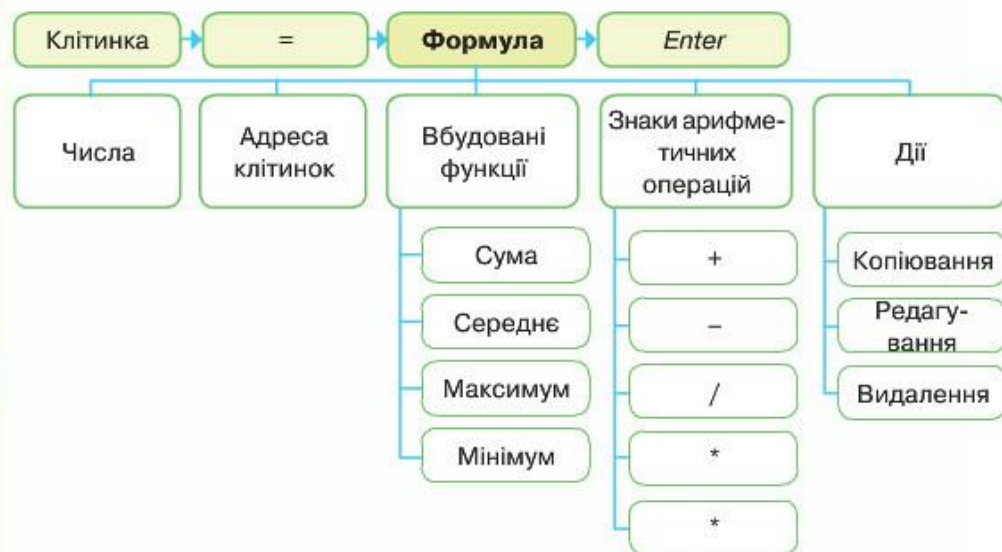 Клітинка
=
Формула
Enter
Числа
Адреса
клітинок
Вбудовані
функції
Знаки арифме-
тичних
операцій
Дії
Сума
Середнє
Максимум
Мінімум
+
–
/
*
*
Копіювання
Редагу-
вання
Видалення